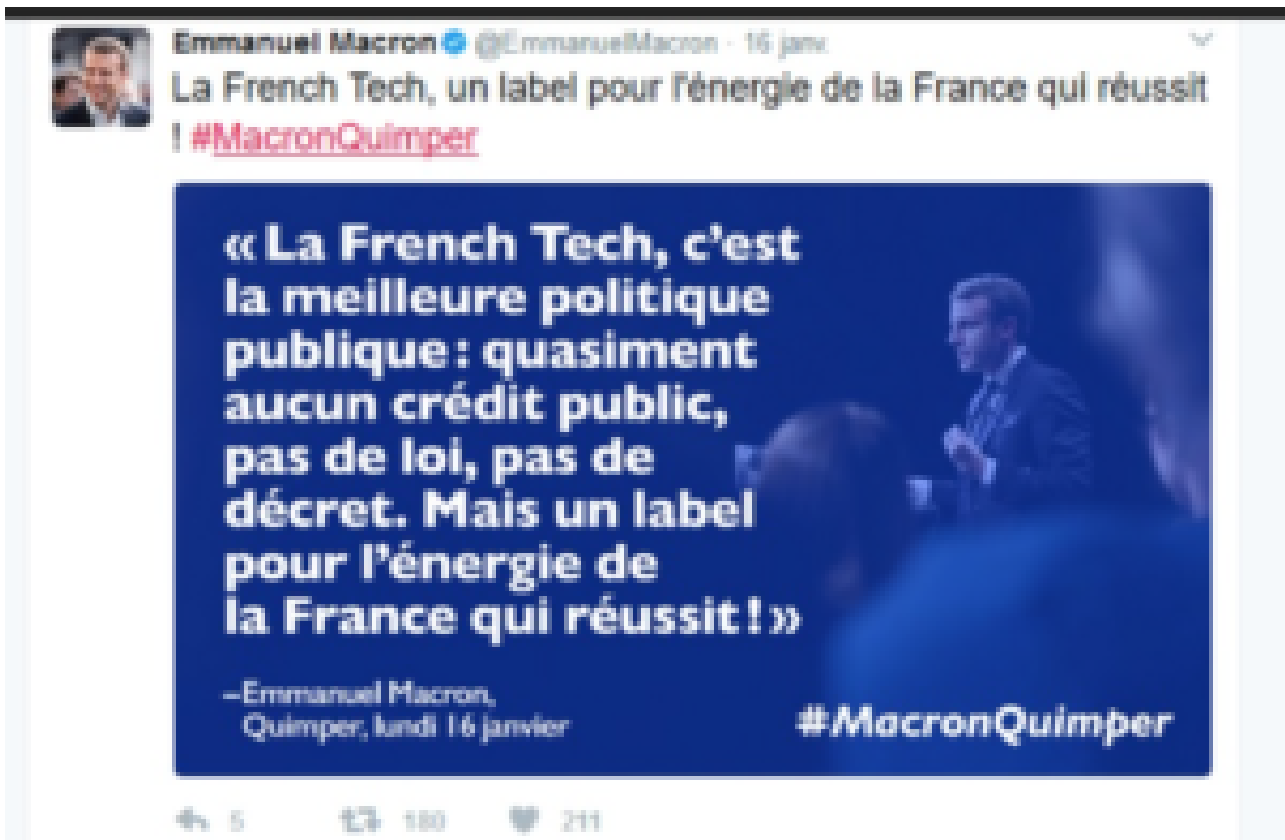 Emmanuel Macron @EmmanuelMacron · 16 janv.
La French Tech, un label pour l'énergie de la France qui réussit
! #MacronQuimper
« La French Tech, c'est
la meilleure politique
publique : quasiment
aucun crédit public,
pas de loi, pas de
décret. Mais un label
pour l'énergie de
la France qui réussit ! »
–Emmanuel Macron,
Quimper, lundi 16 janvier
#MacronQuimper
5 180 211